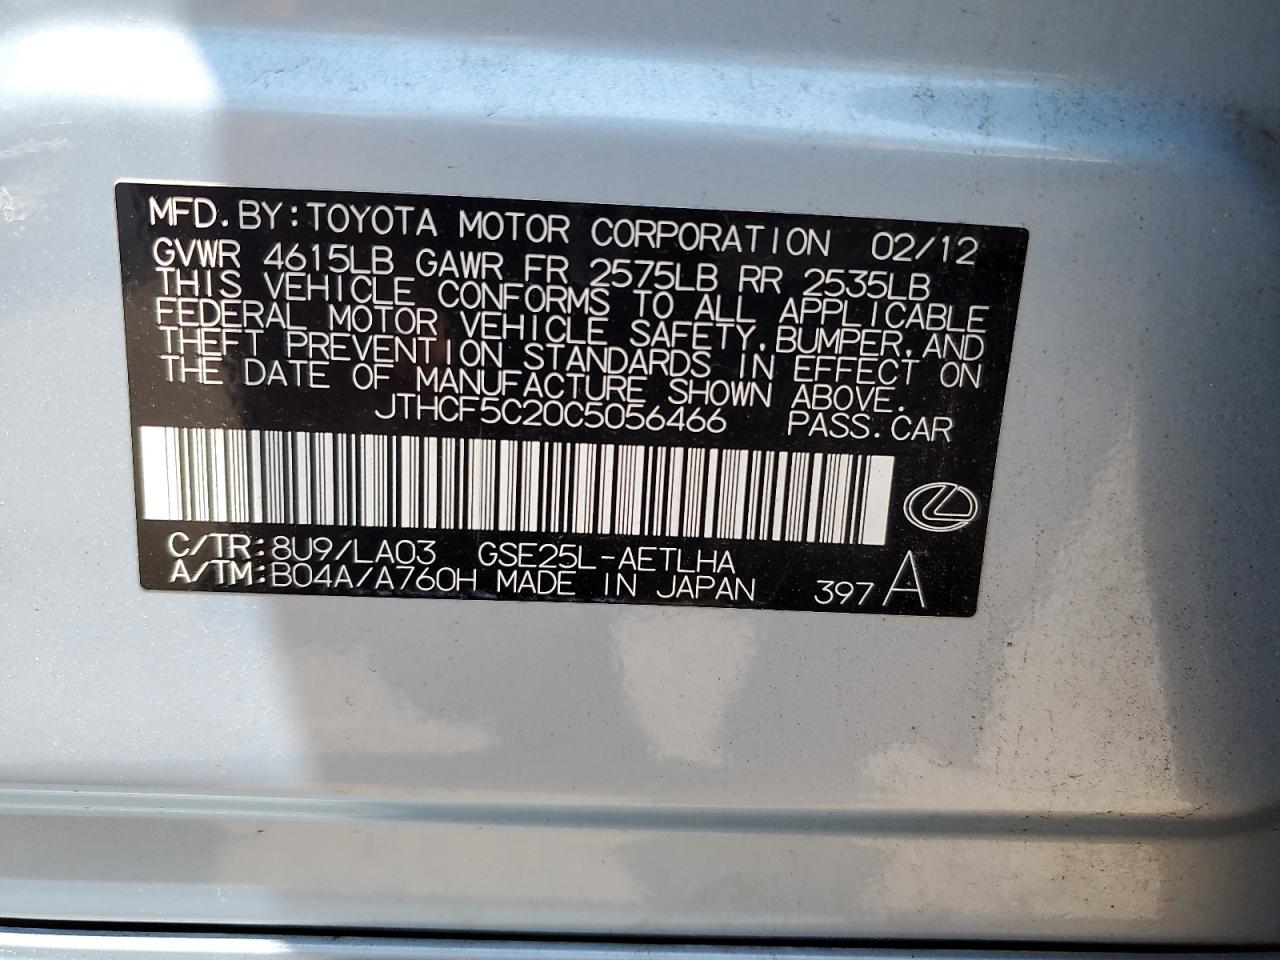 MFD. BY: TOYOTA MOTOR CORPORATION 02/12
GVWR 4615LB GAWR FR 2575LB RR 2535LB
THIS VEHICLE CONFORMS TO ALL APPLICABLE
FEDERAL MOTOR VEHICLE SAFETY, BUMPER, AND
THEFT PREVENTION STANDARDS IN EFFECT ON
THE DATE OF MANUFACTURE SHOWN ABOVE.
JTHCF5C20C5056466 PASS. CAR
C/TR: 8U9/LA03 GSE25L-AETLHA
A/TM: B04A/A760H MADE IN JAPAN 397 A